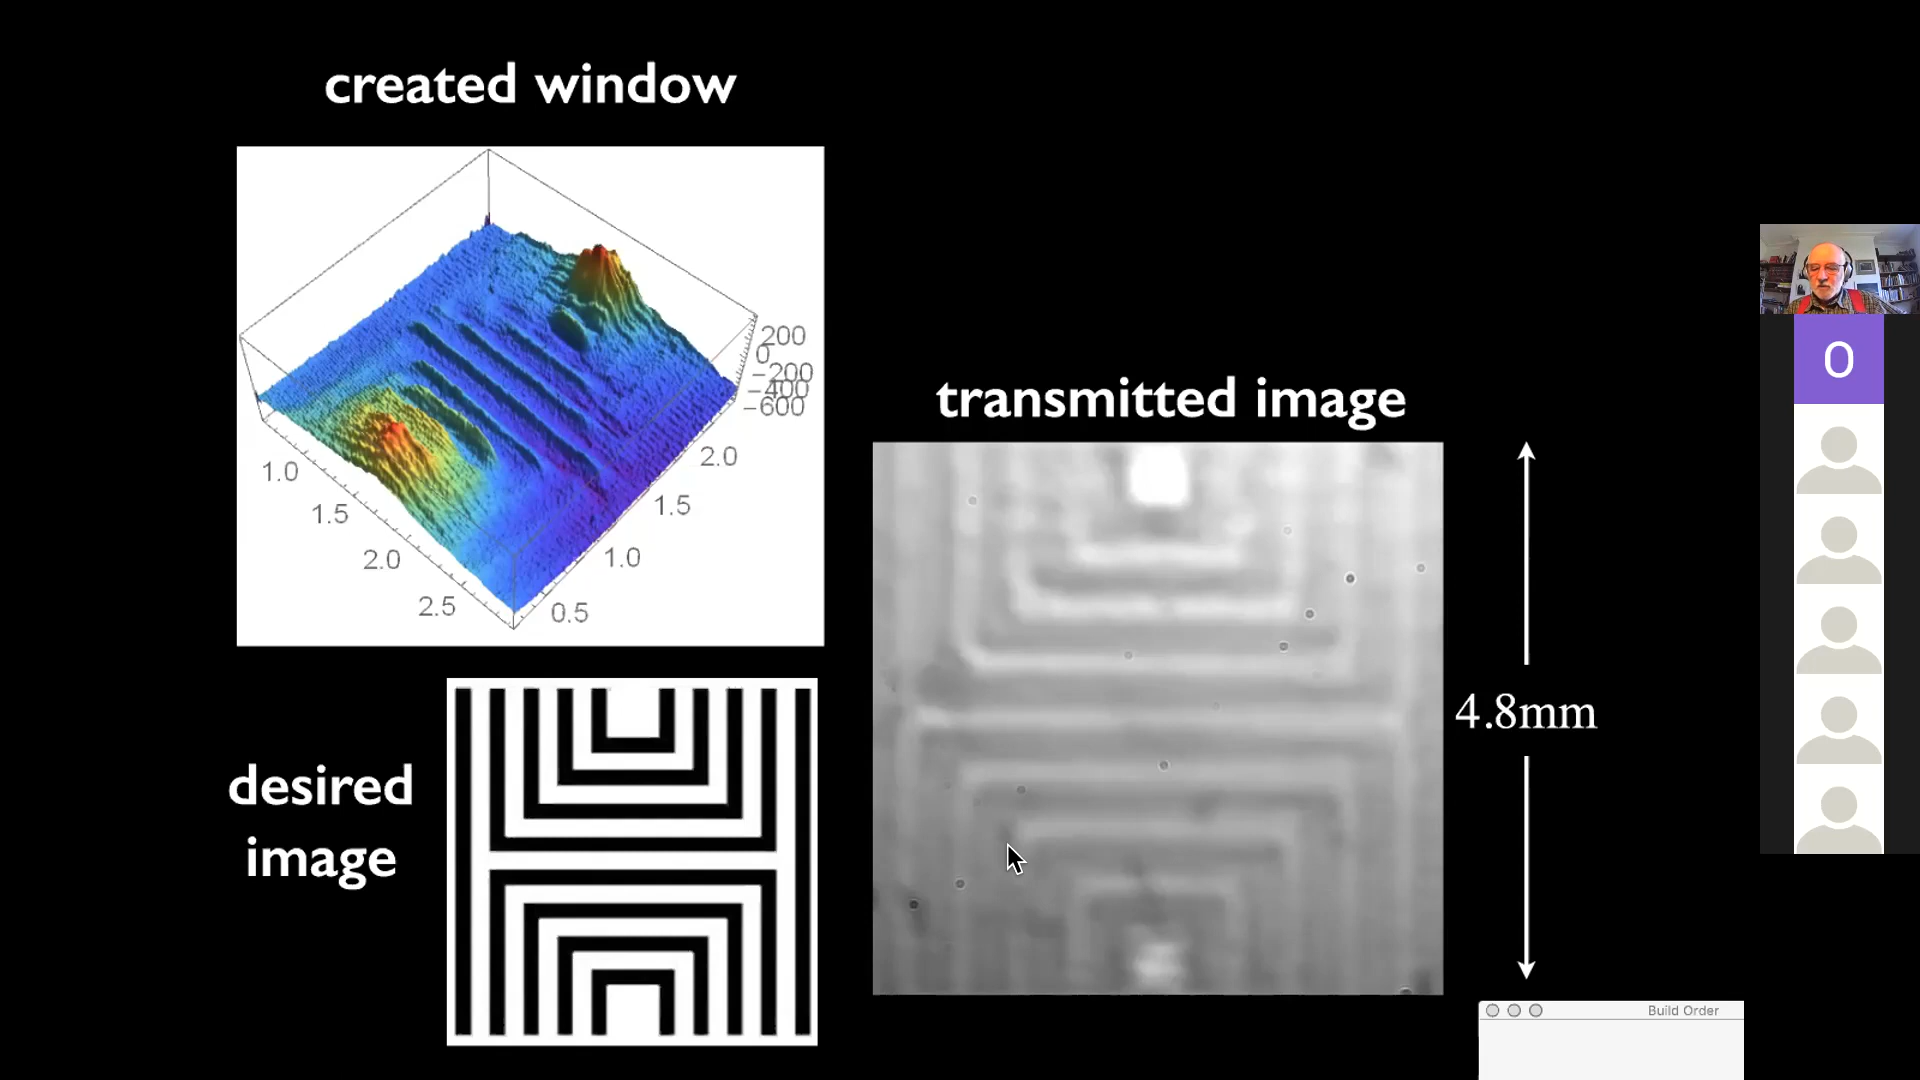 created window
200
0
−200
−400
−600
2.0
1.5
1.0
0.5
1.0
1.5
2.0
2.5
transmitted image
4.8mm
desired
image
O
Build Order